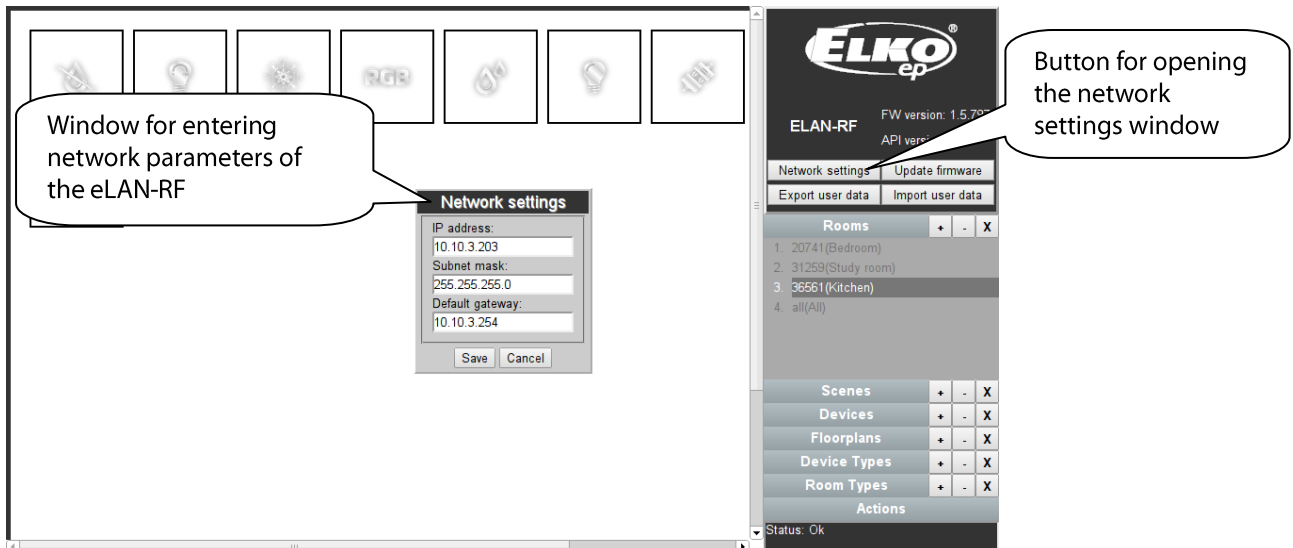 RGB
Window for entering
network parameters of
the eLAN-RF
Network settings
IP address:
10.10.3.203
Subnet mask:
255.255.255.0
Default gateway:
10.10.3.254
Save Cancel
ELKO
ep
®
ELAN-RF
FW version: 1.5.797
API
Button for opening
the network
settings window
Network settings Update firmware
Export user data Import user data
Rooms + - X
1. 20741(Bedroom)
2. 31259(Study room)
3. 36561(Kitchen)
4. all(All)
Scenes + - X
Devices + - X
Floorplans + - X
Device Types + - X
Room Types + - X
Actions
Status: Ok